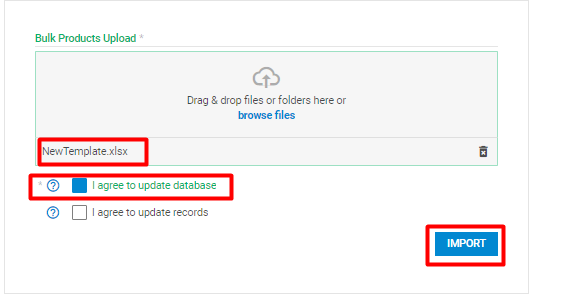 Bulk Products Upload *
Drag & drop files or folders here or
browse files
NewTemplate.xlsx
* ? I agree to update database
? I agree to update records
IMPORT